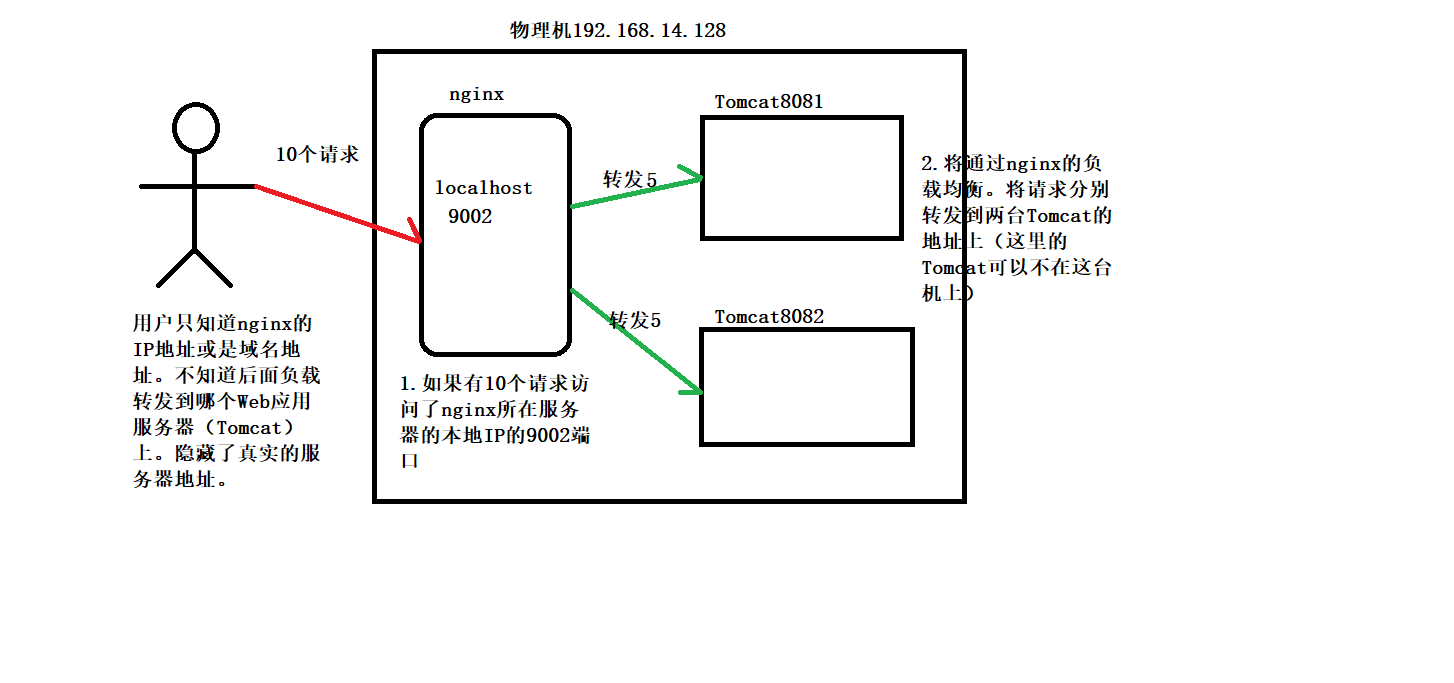 物理机192.168.14.128
nginx
Tomcat8081
10个请求
localhost
9002
转发5
2.将通过nginx的负
载均衡。将请求分别
转发到两台Tomcat的
地址上（这里的
Tomcat可以不在这台
机上）
转发5
Tomcat8082
用户只知道nginx的
IP地址或是域名地
址。不知道后面负载
转发到哪个Web应用
服务器（Tomcat）
上。隐藏了真实的服
务器地址。
1.如果有10个请求访
问了nginx所在服务
器的本地IP的9002端
口